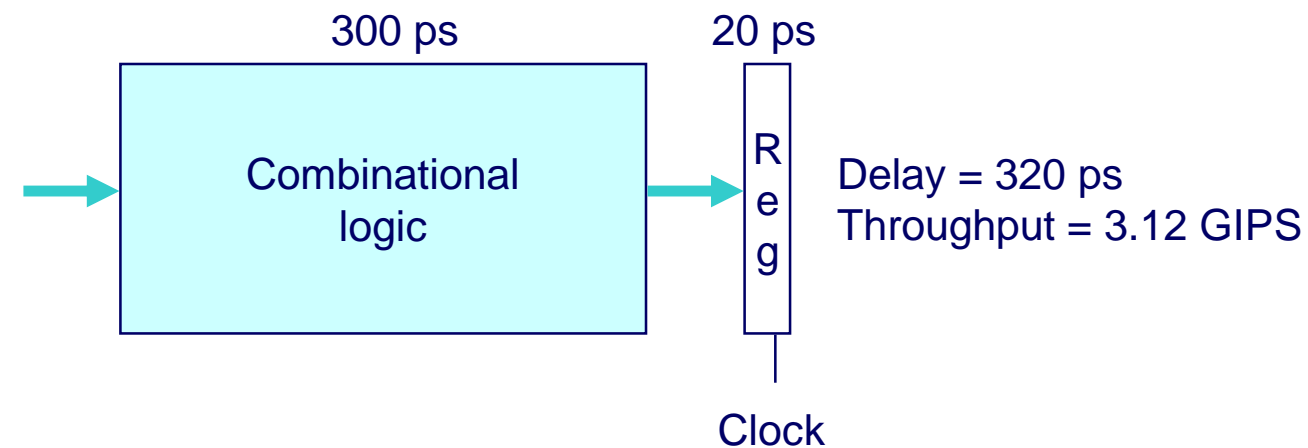 300 ps
20 ps
Combinational
logic
R
e
g
Delay = 320 ps
Throughput = 3.12 GIPS
Clock